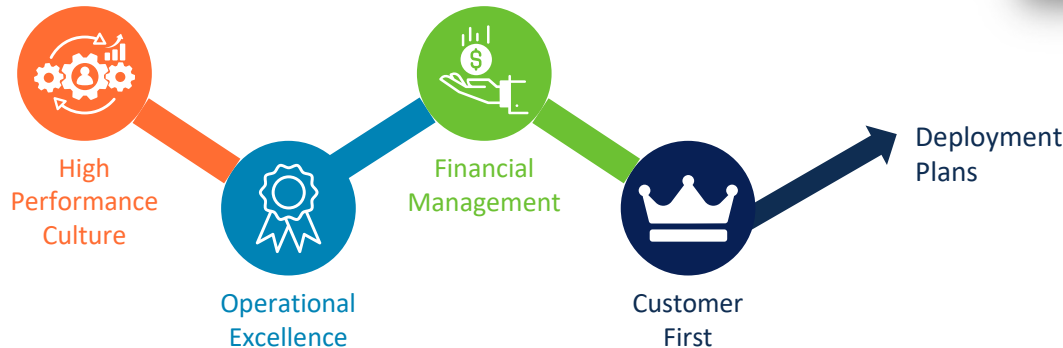 High
Performance
Culture
Operational
Excellence
$
Financial
Management
Customer
First
Deployment
Plans